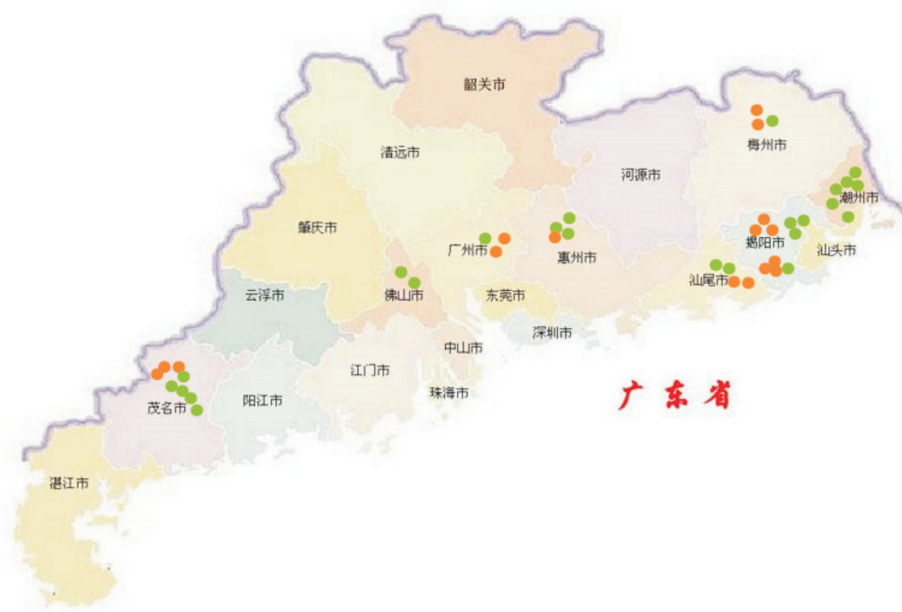 韶关市
清远市
梅州市
河源市
潮州市
肇庆市
广州市
惠州市
揭阳市
汕头市
汕尾市
云浮市
佛山市
东莞市
深圳市
中山市
江门市
珠海市
广东省
茂名市
阳江市
湛江市